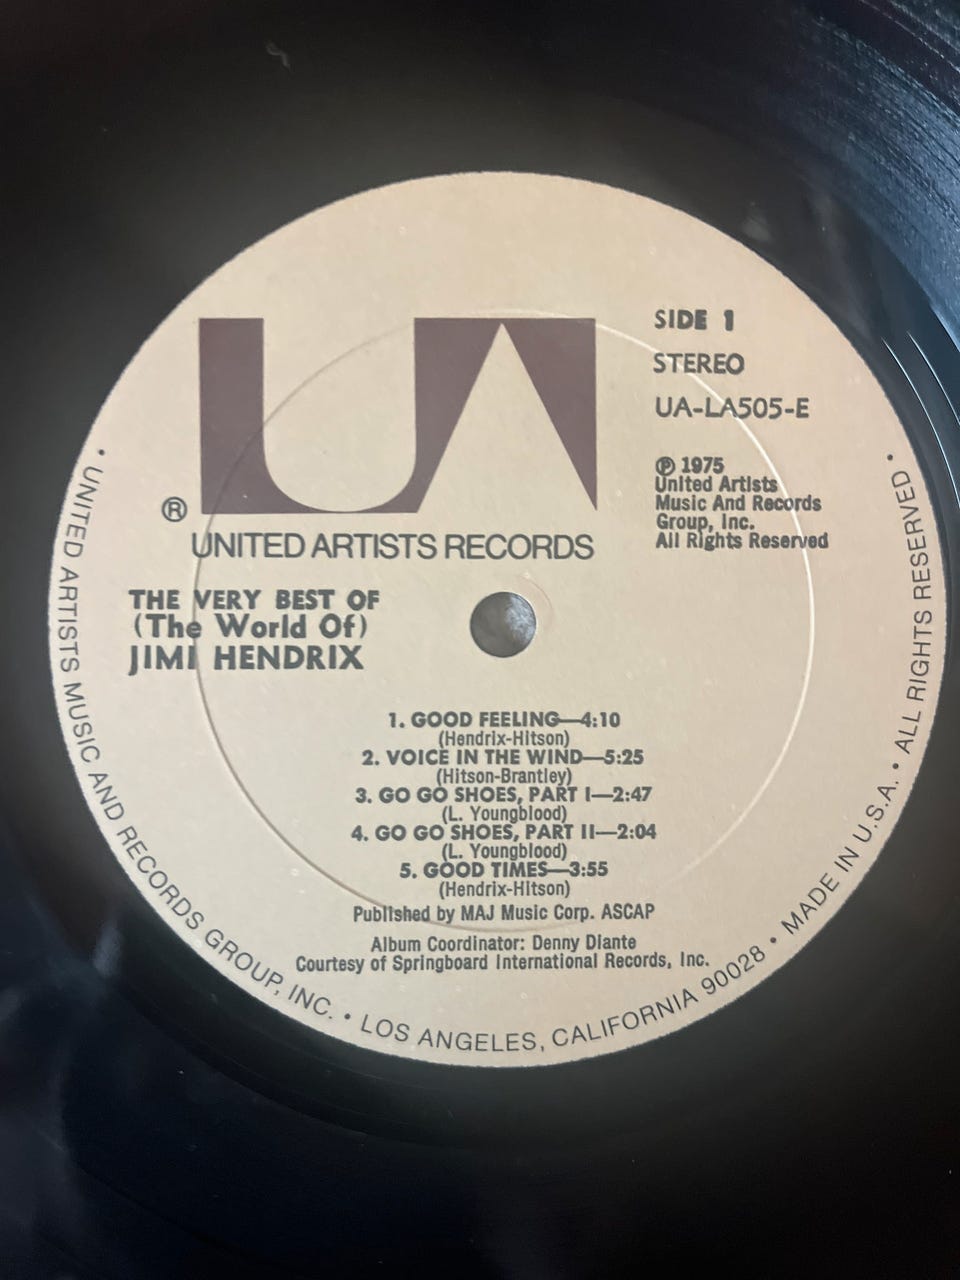 UA
®
UNITED ARTISTS RECORDS
SIDE 1
STEREO
UA-LA505-E
℗ 1975
United Artists
Music And Records
Group, Inc.
All Rights Reserved
THE VERY BEST OF
(The World Of)
JIMI HENDRIX
1. GOOD FEELING—4:10
(Hendrix-Hitson)
2. VOICE IN THE WIND—5:25
(Hitson-Brantley)
3. GO GO SHOES, PART I—2:47
(L. Youngblood)
4. GO GO SHOES, PART II—2:04
(L. Youngblood)
5. GOOD TIMES—3:55
(Hendrix-Hitson)
Published by MAJ Music Corp. ASCAP
Album Coordinator: Denny Diante
Courtesy of Springboard International Records, Inc.
• UNITED ARTISTS MUSIC AND RECORDS GROUP, INC. • LOS ANGELES, CALIFORNIA 90028 • MADE IN U.S.A. • ALL RIGHTS RESERVED •